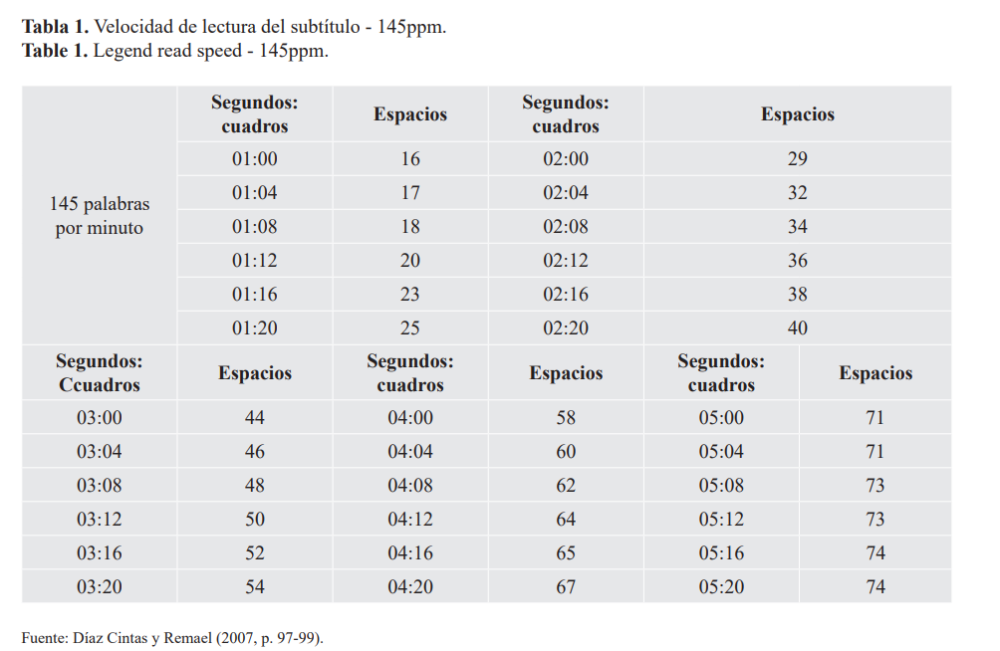 Tabla 1. Velocidad de lectura del subtítulo - 145ppm.
Table 1. Legend read speed - 145ppm.
Segundos: cuadros Espacios Segundos: cuadros Espacios
145 palabras por minuto
01:00 16 02:00 29
01:04 17 02:04 32
01:08 18 02:08 34
01:12 20 02:12 36
01:16 23 02:16 38
01:20 25 02:20 40
Segundos: Ccuadros Espacios Segundos: cuadros Espacios Segundos: cuadros Espacios
03:00 44 04:00 58 05:00 71
03:04 46 04:04 60 05:04 71
03:08 48 04:08 62 05:08 73
03:12 50 04:12 64 05:12 73
03:16 52 04:16 65 05:16 74
03:20 54 04:20 67 05:20 74
Fuente: Díaz Cintas y Remael (2007, p. 97-99).